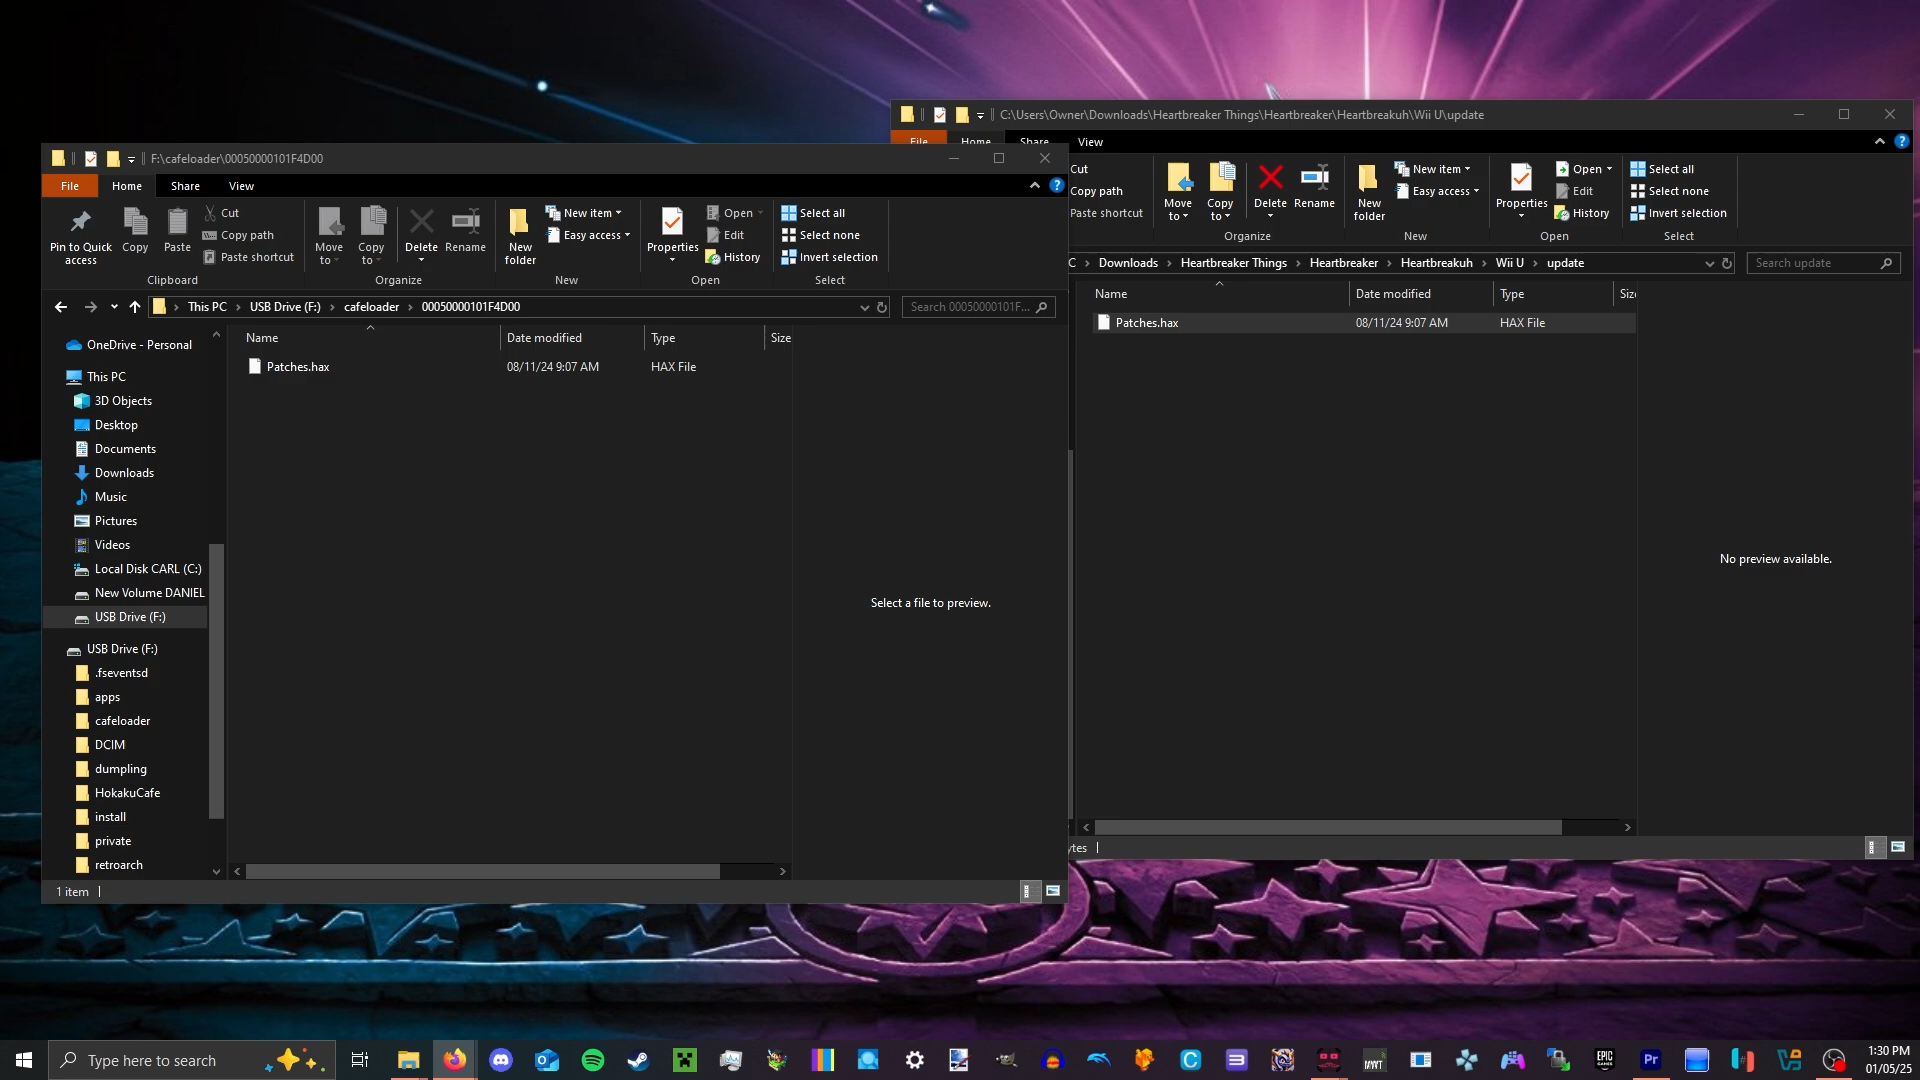 C:\Users\Owner\Downloads\Heartbreaker Things\Heartbreaker\Heartbreakuh\Wii U\update
File Home Share View
Cut
Copy path
Paste shortcut
Move to
Copy to
Delete
Rename
New folder
New item
Easy access
Properties
Open
Edit
History
Select all
Select none
Invert selection
Organize New Open Select
C > Downloads > Heartbreaker Things > Heartbreaker > Heartbreakuh > Wii U > update
Search update
Name Date modified Type Siz
Patches.hax 08/11/24 9:07 AM HAX File
No preview available.
ytes
F:\cafeloader\00050000101F4D00
File Home Share View
Pin to Quick access
Copy
Paste
Cut
Copy path
Paste shortcut
Move to
Copy to
Delete
Rename
New folder
New item
Easy access
Properties
Open
Edit
History
Select all
Select none
Invert selection
Clipboard Organize New Open Select
This PC > USB Drive (F:) > cafeloader > 00050000101F4D00
Search 00050000101F...
Name Date modified Type Size
Patches.hax 08/11/24 9:07 AM HAX File
Select a file to preview.
OneDrive - Personal
This PC
3D Objects
Desktop
Documents
Downloads
Music
Pictures
Videos
Local Disk CARL (C:)
New Volume DANIEL
USB Drive (F:)
USB Drive (F:)
.fseventsd
apps
cafeloader
DCIM
dumpling
HokakuCafe
install
private
retroarch
1 item
Type here to search
MYVT
EPIC GAMES
Pr
1:30 PM
01/05/25